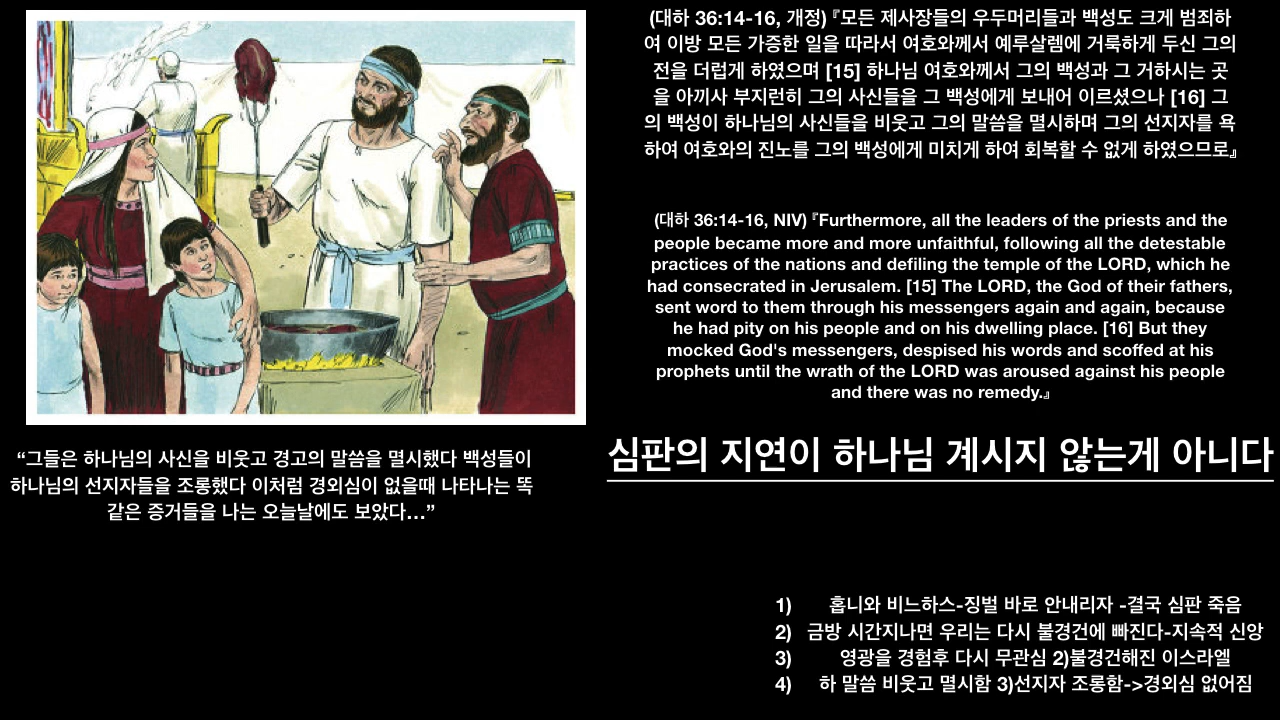 (대하 36:14-16, 개정)『모든 제사장들의 우두머리들과 백성도 크게 범죄하
여 이방 모든 가증한 일을 따라서 여호와께서 예루살렘에 거룩하게 두신 그의
전을 더럽게 하였으며 [15] 하나님 여호와께서 그의 백성과 그 거하시는 곳
을 아끼사 부지런히 그의 사신들을 그 백성에게 보내어 이르셨으나 [16] 그
의 백성이 하나님의 사신들을 비웃고 그의 말씀을 멸시하며 그의 선지자를 욕
하여 여호와의 진노를 그의 백성에게 미치게 하여 회복할 수 없게 하였으므로』
(대하 36:14-16, NIV)『Furthermore, all the leaders of the priests and the
people became more and more unfaithful, following all the detestable
practices of the nations and defiling the temple of the LORD, which he
had consecrated in Jerusalem. [15] The LORD, the God of their fathers,
sent word to them through his messengers again and again, because
he had pity on his people and on his dwelling place. [16] But they
mocked God's messengers, despised his words and scoffed at his
prophets until the wrath of the LORD was aroused against his people
and there was no remedy.』
심판의 지연이 하나님 계시지 않는게 아니다
“그들은 하나님의 사신을 비웃고 경고의 말씀을 멸시했다 백성들이
하나님의 선지자들을 조롱했다 이처럼 경외심이 없을때 나타나는 똑
같은 증거들을 나는 오늘날에도 보았다…”
1) 홉니와 비느하스-징벌 바로 안내리자 -결국 심판 죽음
2) 금방 시간지나면 우리는 다시 불경건에 빠진다-지속적 신앙
3) 영광을 경험후 다시 무관심 2)불경건해진 이스라엘
4) 하 말씀 비웃고 멸시함 3)선지자 조롱함->경외심 없어짐